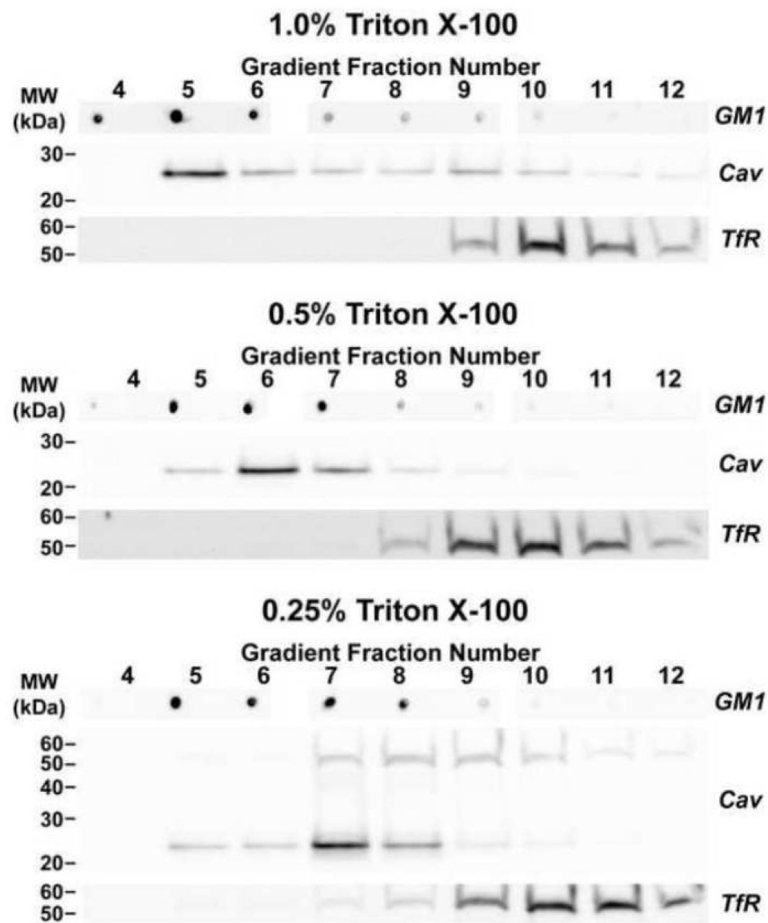 1.0% Triton X-100
Gradient Fraction Number
MW (kDa)
4 5 6 7 8 9 10 11 12
GM1
30–
20–
Cav
60–
50–
TfR
0.5% Triton X-100
Gradient Fraction Number
MW (kDa)
4 5 6 7 8 9 10 11 12
GM1
30–
20–
Cav
60–
50–
TfR
0.25% Triton X-100
Gradient Fraction Number
MW (kDa)
4 5 6 7 8 9 10 11 12
GM1
60–
50–
40–
30–
20–
Cav
60–
50–
TfR